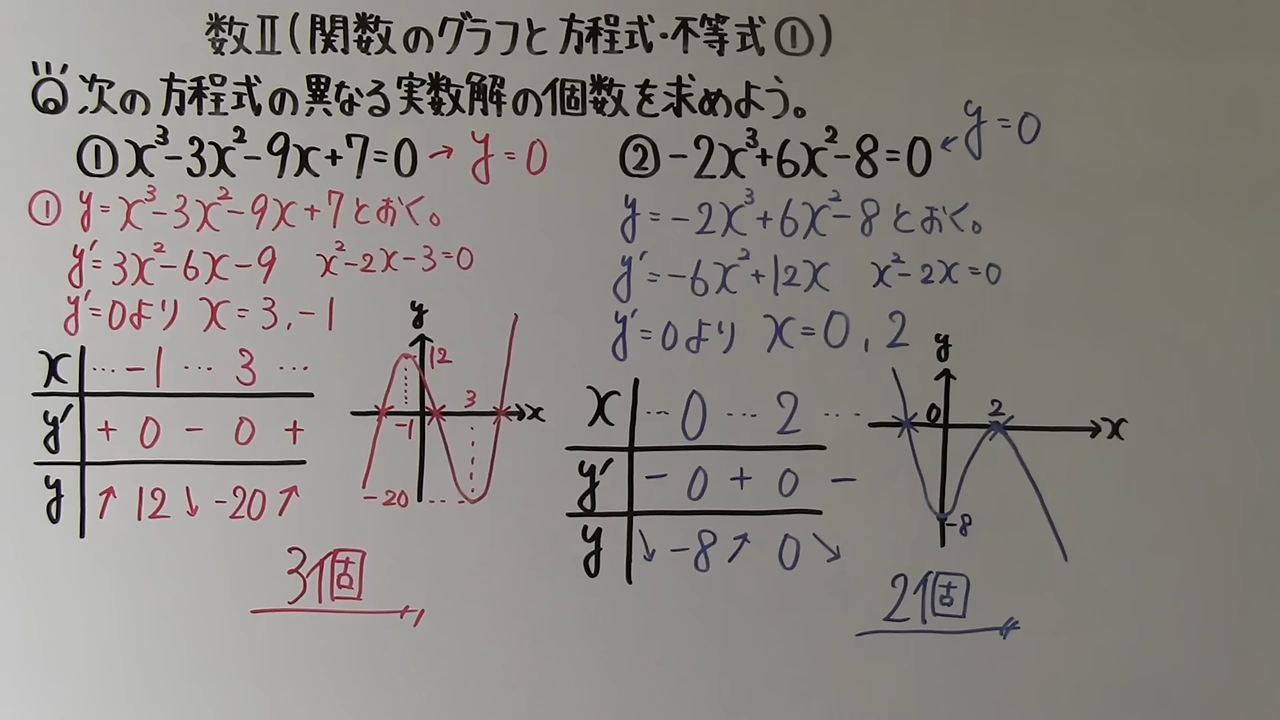 数Ⅱ(関数のグラフと方程式・不等式①)
Q 次の方程式の異なる実数解の個数を求めよう。
① x³-3x²-9x+7=0 → y=0
① y=x³-3x²-9x+7とおく。
y'=3x²-6x-9 x²-2x-3=0
y'=0より x=3,-1
x … -1 … 3 …
y' + 0 - 0 +
y ↑ 12 ↓ -20 ↑
y
12
3
x
-1
-20
3個
② -2x³+6x²-8=0 ← y=0
y=-2x³+6x²-8とおく。
y'=-6x²+12x x²-2x=0
y'=0より x=0,2
x … 0 … 2 …
y' - 0 + 0 -
y ↘ -8 ↗ 0 ↘
y
0 2
x
-8
2個